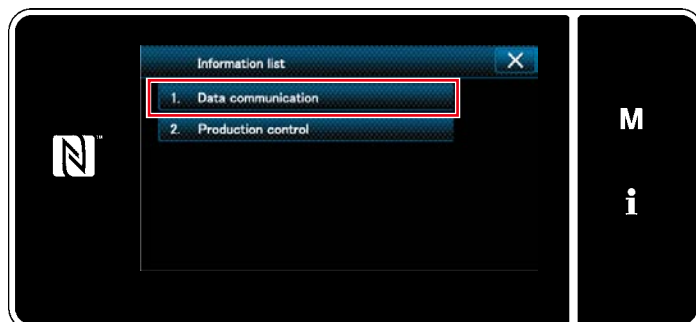 Information list
1. Data communication
2. Production control
M
i